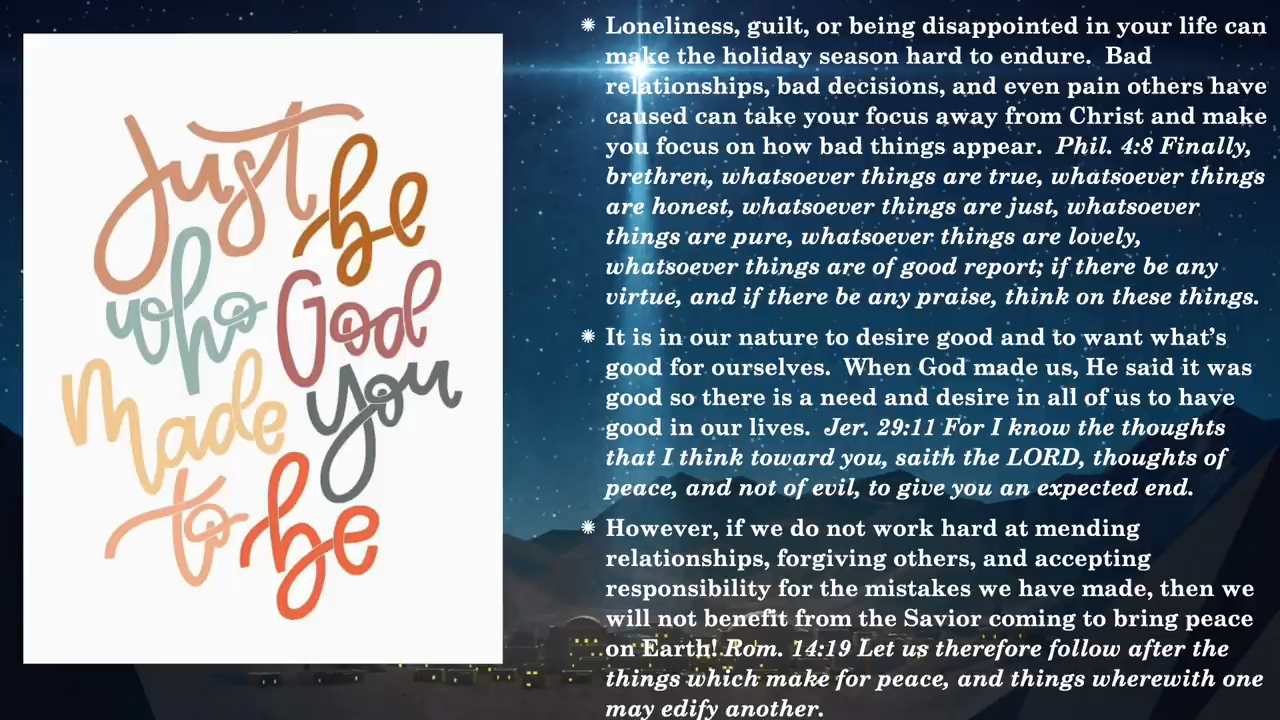 Just be
who God
Made you
to be
Loneliness, guilt, or being disappointed in your life can
make the holiday season hard to endure.  Bad
relationships, bad decisions, and even pain others have
caused can take your focus away from Christ and make
you focus on how bad things appear.  Phil. 4:8 Finally,
brethren, whatsoever things are true, whatsoever things
are honest, whatsoever things are just, whatsoever
things are pure, whatsoever things are lovely,
whatsoever things are of good report; if there be any
virtue, and if there be any praise, think on these things.
It is in our nature to desire good and to want what’s
good for ourselves.  When God made us, He said it was
good so there is a need and desire in all of us to have
good in our lives.  Jer. 29:11 For I know the thoughts
that I think toward you, saith the LORD, thoughts of
peace, and not of evil, to give you an expected end.
However, if we do not work hard at mending
relationships, forgiving others, and accepting
responsibility for the mistakes we have made, then we
will not benefit from the Savior coming to bring peace
on Earth! Rom. 14:19 Let us therefore follow after the
things which make for peace, and things wherewith one
may edify another.